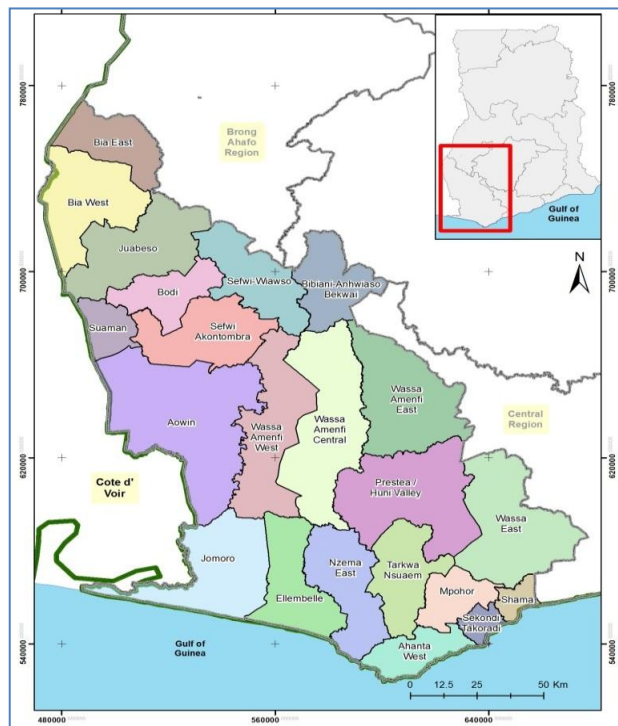 480000
560000
640000
780000
780000
Bia East
Brong
Ahafo
Region
Gulf of
Guinea
Bia West
Juabeso
N
700000
700000
Bodi
Sefwi-Wiawso
Bibiani-Anhwiaso
Bekwai
Suaman
Sefwi
Akontombra
Aowin
Wassa
Amenfi
West
Wassa
Amenfi
Central
Wassa
Amenfi
East
Central
Region
620000
620000
Cote d'
Voir
Prestea /
Huni Valley
Wassa
East
Jomoro
Ellembelle
Nzema
East
Tarkwa
Nsuaem
Mpohor
Shama
Sekondi
Takoradi
Ahanta
West
Gulf of
Guinea
540000
540000
0 12.5 25 50 Km
480000
560000
640000